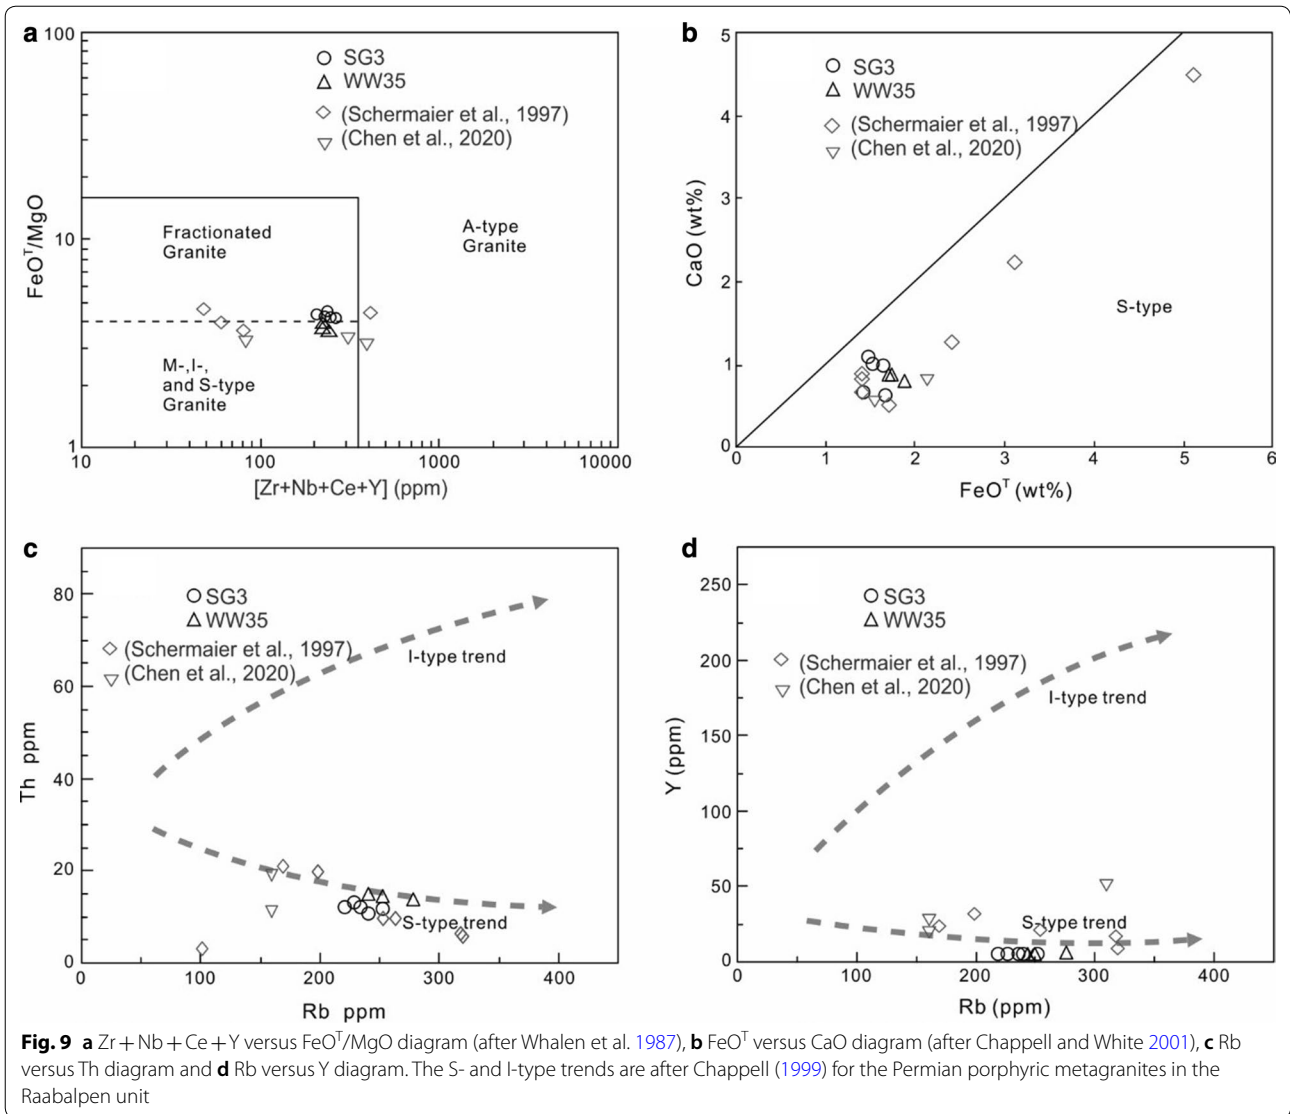 a
100
10
1
FeOᵀ/MgO
SG3
WW35
(Schermaier et al., 1997)
(Chen et al., 2020)
Fractionated
Granite
A-type
Granite
M-,I-,
and S-type
Granite
10
100
1000
10000
[Zr+Nb+Ce+Y] (ppm)
b
5
4
3
2
1
0
CaO (wt%)
SG3
WW35
(Schermaier et al., 1997)
(Chen et al., 2020)
S-type
0
1
2
3
4
5
6
FeOᵀ (wt%)
c
80
60
40
20
0
Th ppm
SG3
WW35
(Schermaier et al., 1997)
(Chen et al., 2020)
I-type trend
S-type trend
0
100
200
300
400
Rb ppm
d
250
200
150
100
50
0
Y (ppm)
SG3
WW35
(Schermaier et al., 1997)
(Chen et al., 2020)
I-type trend
S-type trend
0
100
200
300
400
Rb (ppm)
Fig. 9 a Zr + Nb + Ce + Y versus FeOᵀ/MgO diagram (after Whalen et al. 1987), b FeOᵀ versus CaO diagram (after Chappell and White 2001), c Rb
versus Th diagram and d Rb versus Y diagram. The S- and I-type trends are after Chappell (1999) for the Permian porphyric metagranites in the
Raabalpen unit